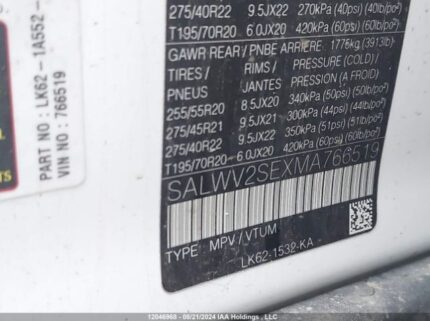 PART NO: LK62-1A552-
VIN NO: 766519
275/40R22 9.5JX22 270kPa (40psi) (40lb/po²)
T195/70R20 6.0JX20 420kPa (60psi) (60lb/po²)
GAWR REAR / PNBE ARRIERE: 1775kg (3913lb)
TIRES / RIMS / PRESSURE (COLD) /
PNEUS JANTES PRESSION (A FROID)
255/55R20 8.5JX20 340kPa (50psi) (50lb/po²)
275/45R21 9.5JX21 300kPa (44psi) (44lb/po²)
275/40R22 9.5JX22 350kPa (51psi) (51lb/po²)
T195/70R20 6.0JX20 420kPa (60psi) (60lb/po²)
SALWV2SEXMA766519
TYPE: MPV / VTUM
TYPE/
LK62-1532-KA
12046968 - 06/21/2024 IAA Holdings , LLC